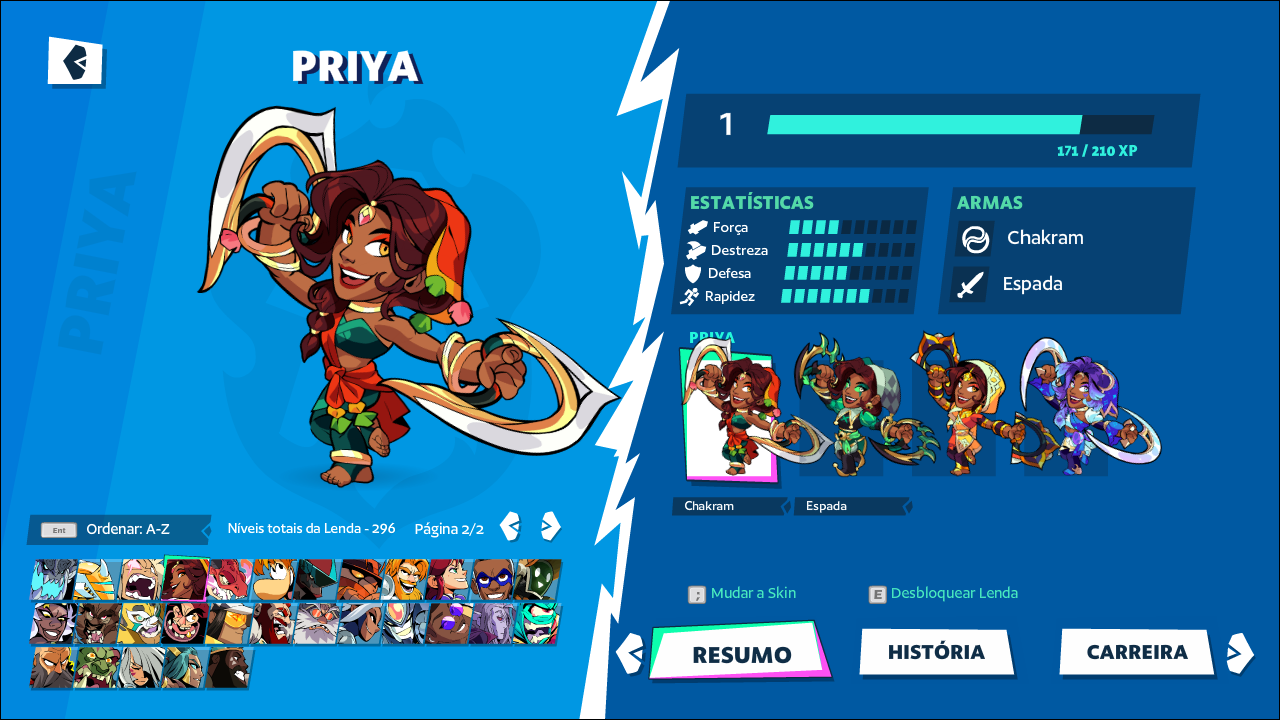 PRIYA
PRIYA
1
171 / 210 XP
ESTATÍSTICAS
Força
Destreza
Defesa
Rapidez
ARMAS
Chakram
Espada
PRIYA
Chakram
Espada
Ent Ordenar: A-Z
Níveis totais da Lenda - 296
Página 2/2
; Mudar a Skin
E Desbloquear Lenda
RESUMO
HISTÓRIA
CARREIRA